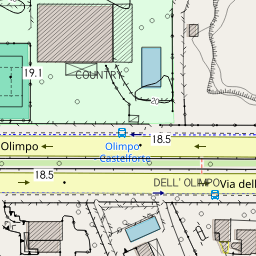 19.1
COUNTRY
20.
18.5
Olimpo
Olimpo
Castelforte
18.5
DELL' OLIMPO
Via dell